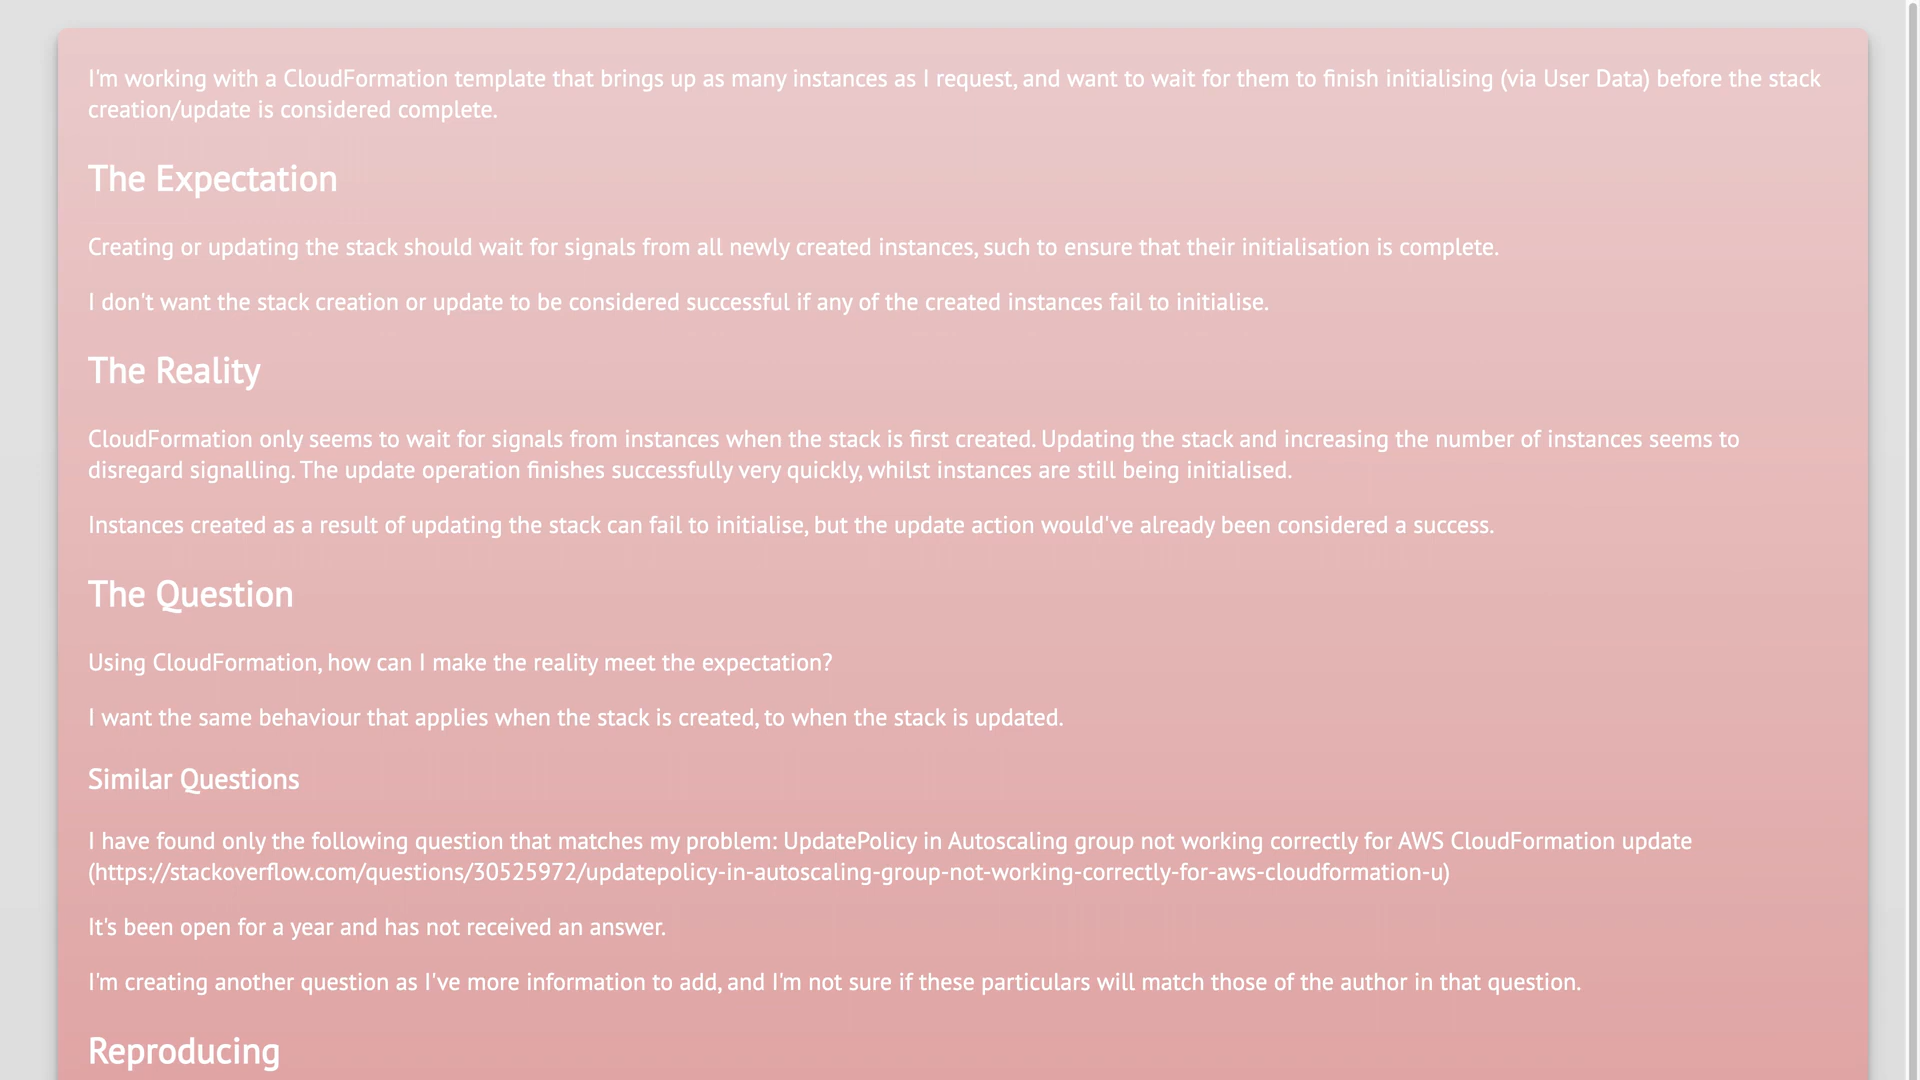 I'm working with a CloudFormation template that brings up as many instances as I request, and want to wait for them to finish initialising (via User Data) before the stack
creation/update is considered complete.
The Expectation
Creating or updating the stack should wait for signals from all newly created instances, such to ensure that their initialisation is complete.
I don't want the stack creation or update to be considered successful if any of the created instances fail to initialise.
The Reality
CloudFormation only seems to wait for signals from instances when the stack is first created. Updating the stack and increasing the number of instances seems to
disregard signalling. The update operation finishes successfully very quickly, whilst instances are still being initialised.
Instances created as a result of updating the stack can fail to initialise, but the update action would've already been considered a success.
The Question
Using CloudFormation, how can I make the reality meet the expectation?
I want the same behaviour that applies when the stack is created, to when the stack is updated.
Similar Questions
I have found only the following question that matches my problem: UpdatePolicy in Autoscaling group not working correctly for AWS CloudFormation update
(https://stackoverflow.com/questions/30525972/updatepolicy-in-autoscaling-group-not-working-correctly-for-aws-cloudformation-u)
It's been open for a year and has not received an answer.
I'm creating another question as I've more information to add, and I'm not sure if these particulars will match those of the author in that question.
Reproducing